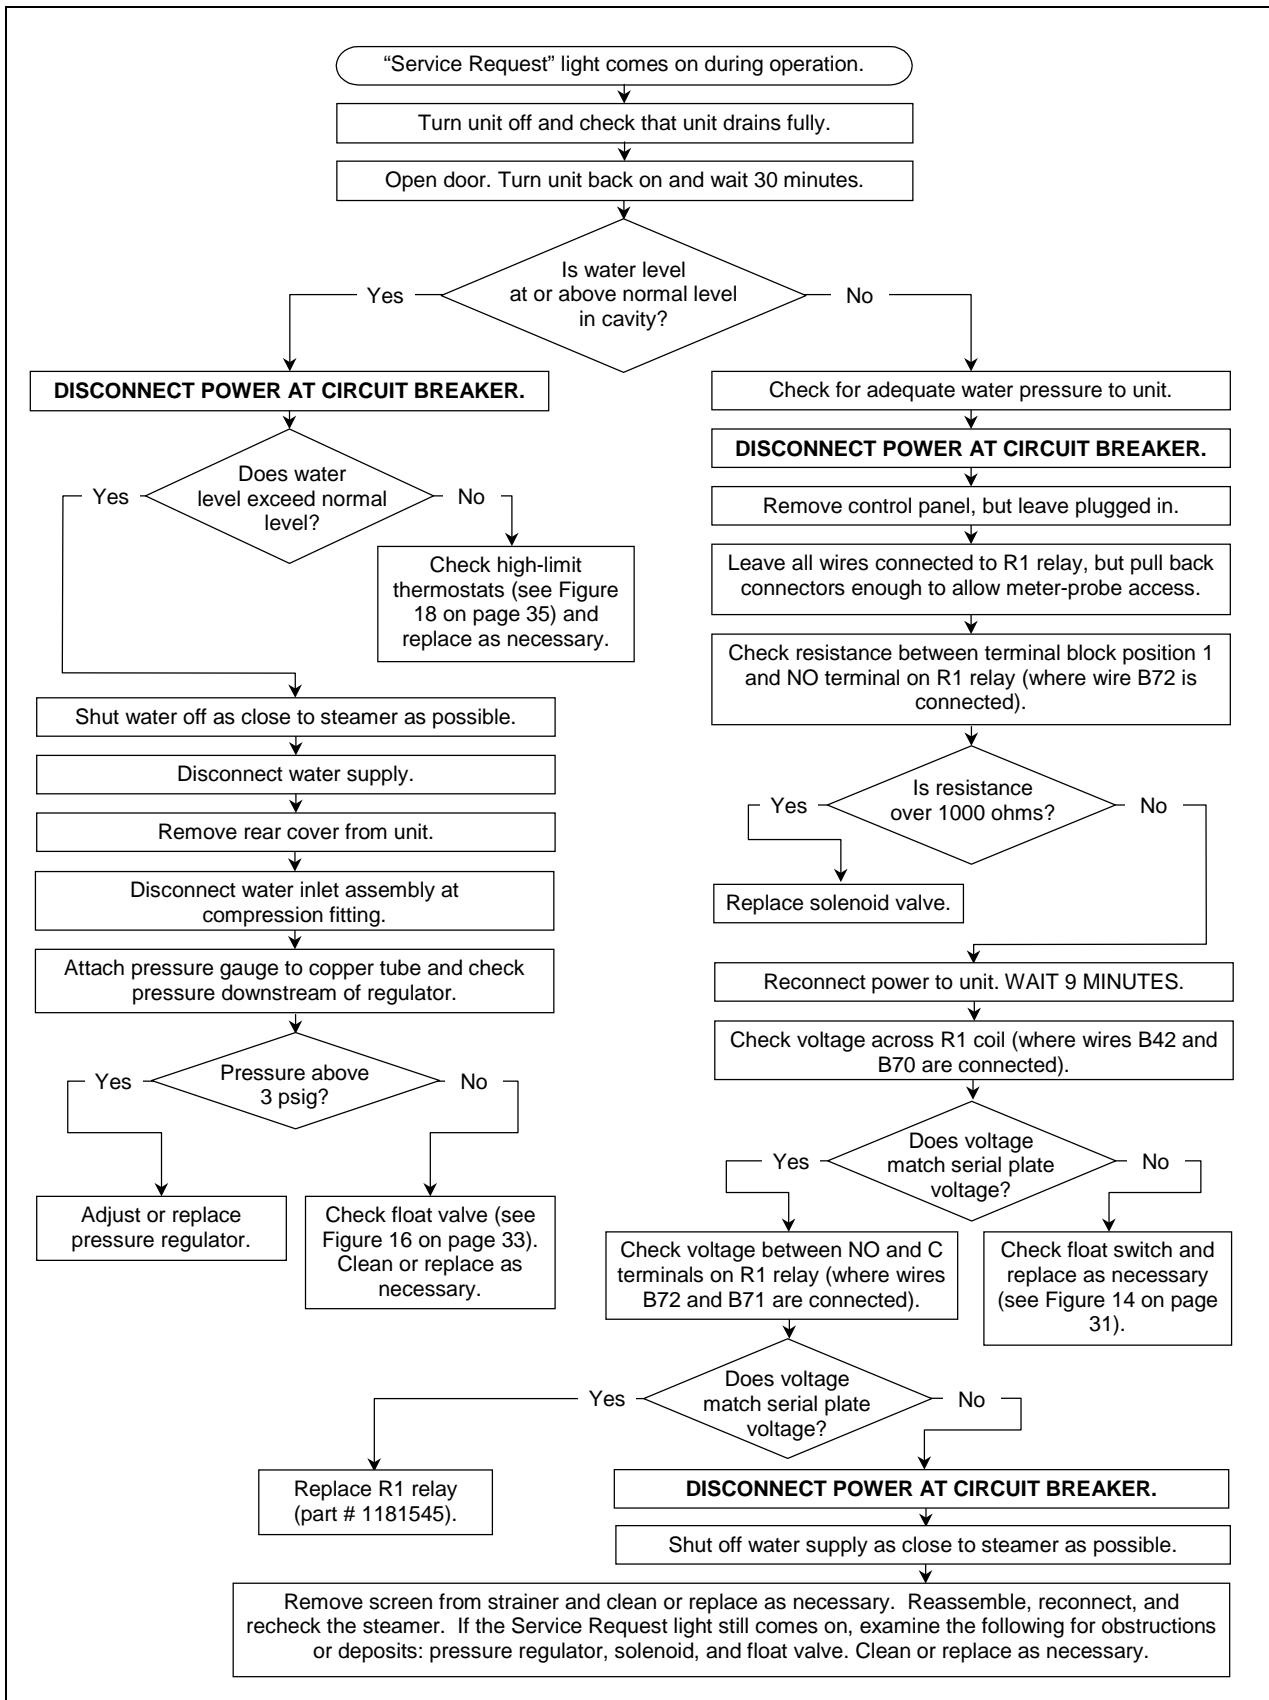 “Service Request” light comes on during operation.
Turn unit off and check that unit drains fully.
Open door. Turn unit back on and wait 30 minutes.
Is water level
at or above normal level
in cavity?
Yes
No
DISCONNECT POWER AT CIRCUIT BREAKER.
Does water
level exceed normal
level?
Yes
No
Check high-limit
thermostats (see Figure
18 on page 35) and
replace as necessary.
Shut water off as close to steamer as possible.
Disconnect water supply.
Remove rear cover from unit.
Disconnect water inlet assembly at
compression fitting.
Attach pressure gauge to copper tube and check
pressure downstream of regulator.
Pressure above
3 psig?
Yes
No
Adjust or replace
pressure regulator.
Check float valve (see
Figure 16 on page 33).
Clean or replace as
necessary.
Check for adequate water pressure to unit.
DISCONNECT POWER AT CIRCUIT BREAKER.
Remove control panel, but leave plugged in.
Leave all wires connected to R1 relay, but pull back
connectors enough to allow meter-probe access.
Check resistance between terminal block position 1
and NO terminal on R1 relay (where wire B72 is
connected).
Is resistance
over 1000 ohms?
Yes
No
Replace solenoid valve.
Reconnect power to unit. WAIT 9 MINUTES.
Check voltage across R1 coil (where wires B42 and
B70 are connected).
Does voltage
match serial plate
voltage?
Yes
No
Check voltage between NO and C
terminals on R1 relay (where wires
B72 and B71 are connected).
Check float switch and
replace as necessary
(see Figure 14 on page
31).
Does voltage
match serial plate
voltage?
Yes
No
Replace R1 relay
(part # 1181545).
DISCONNECT POWER AT CIRCUIT BREAKER.
Shut off water supply as close to steamer as possible.
Remove screen from strainer and clean or replace as necessary. Reassemble, reconnect, and
recheck the steamer. If the Service Request light still comes on, examine the following for obstructions
or deposits: pressure regulator, solenoid, and float valve. Clean or replace as necessary.